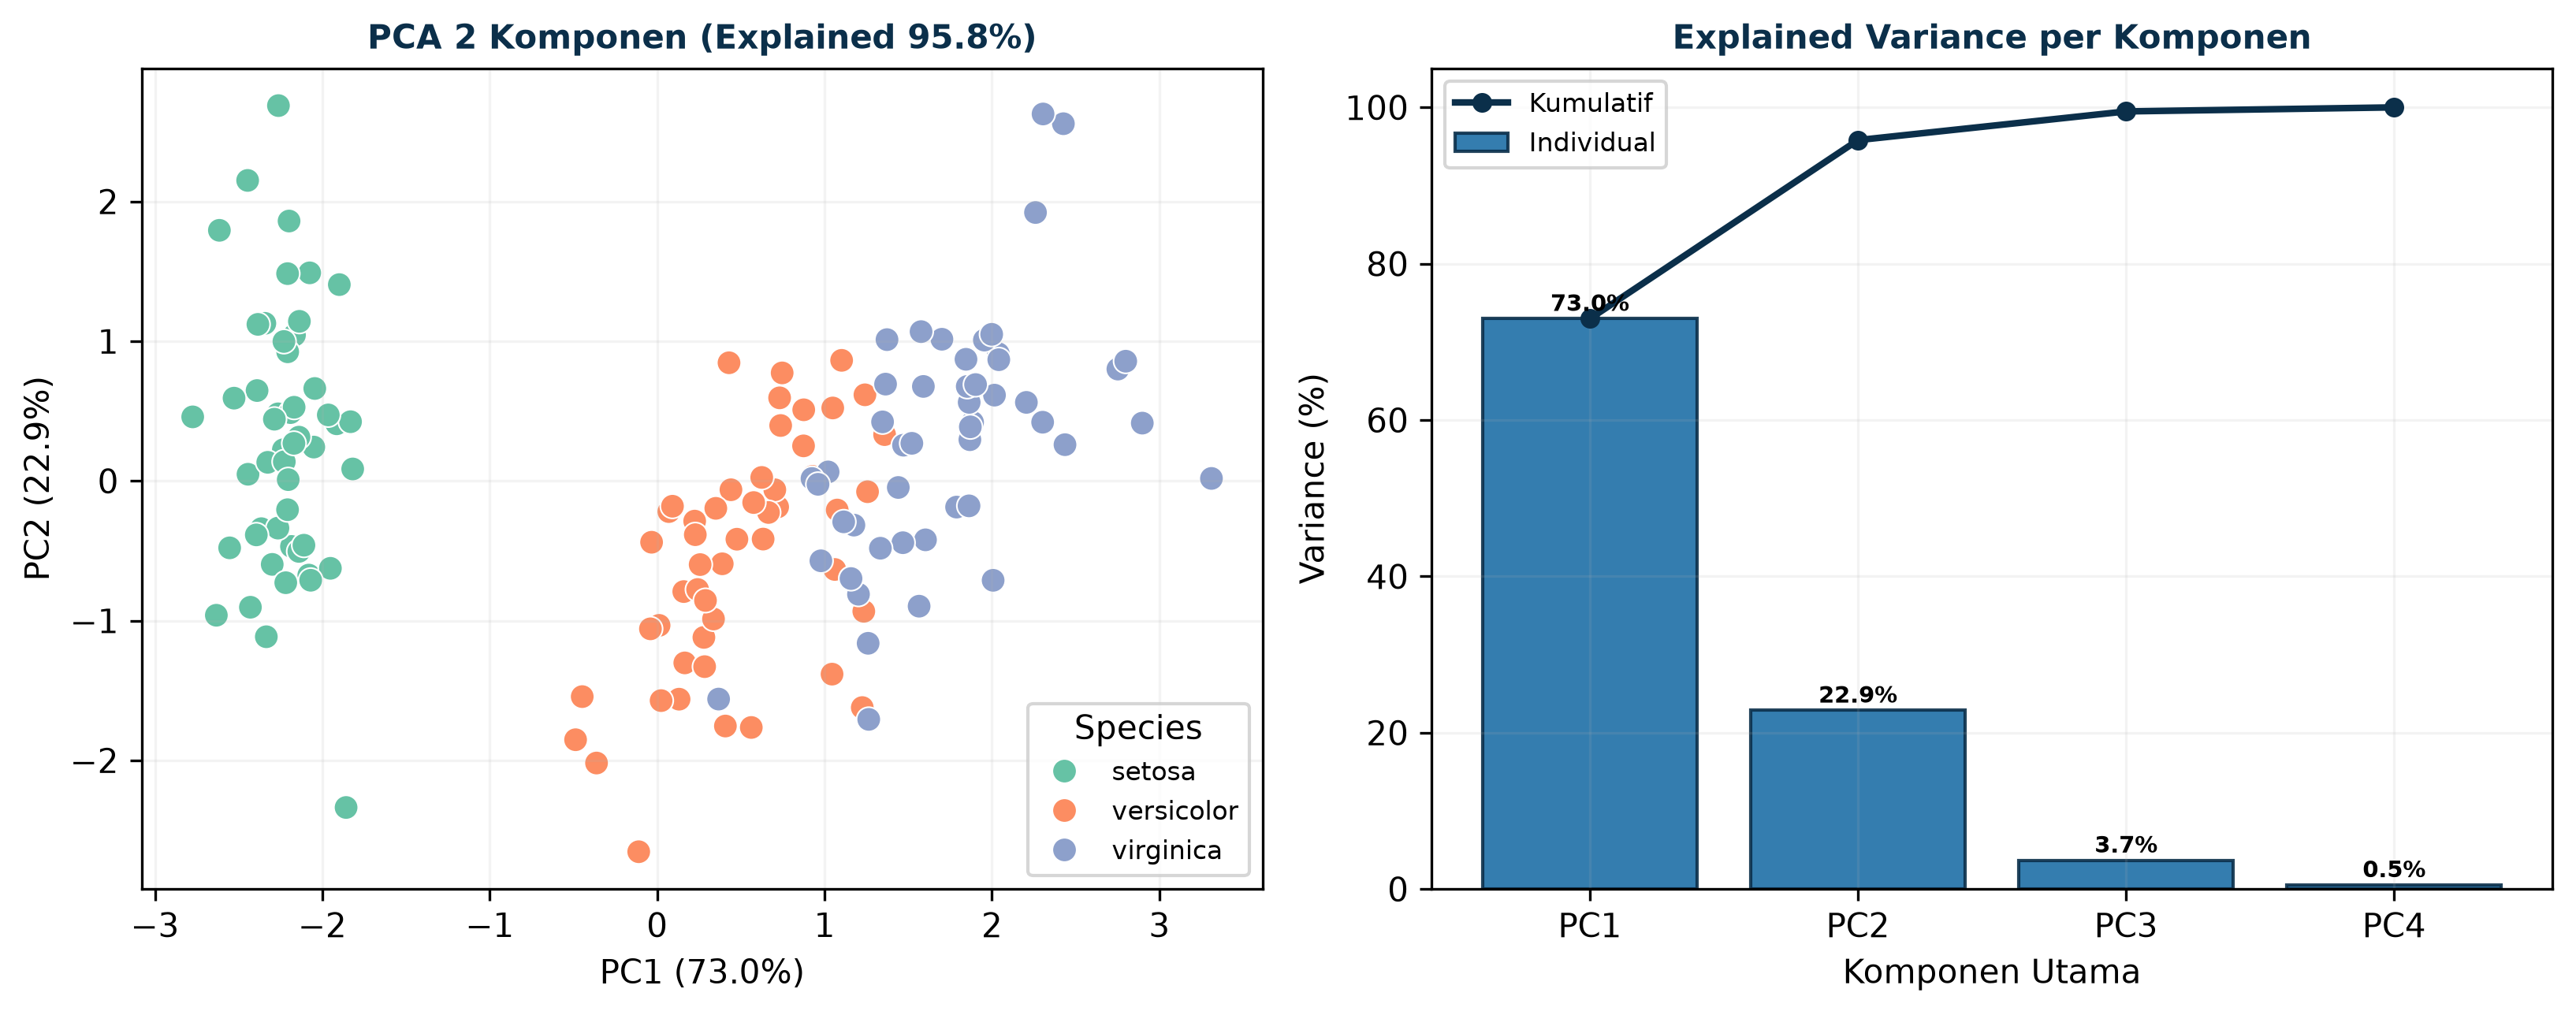 PCA 2 Komponen (Explained 95.8%)
PC2 (22.9%)
2
1
0
−1
−2
−3
−2
−1
0
1
2
3
PC1 (73.0%)
Species
setosa
versicolor
virginica
Explained Variance per Komponen
Kumulatif
Individual
Variance (%)
100
80
60
40
20
0
73.0%
22.9%
3.7%
0.5%
PC1
PC2
PC3
PC4
Komponen Utama